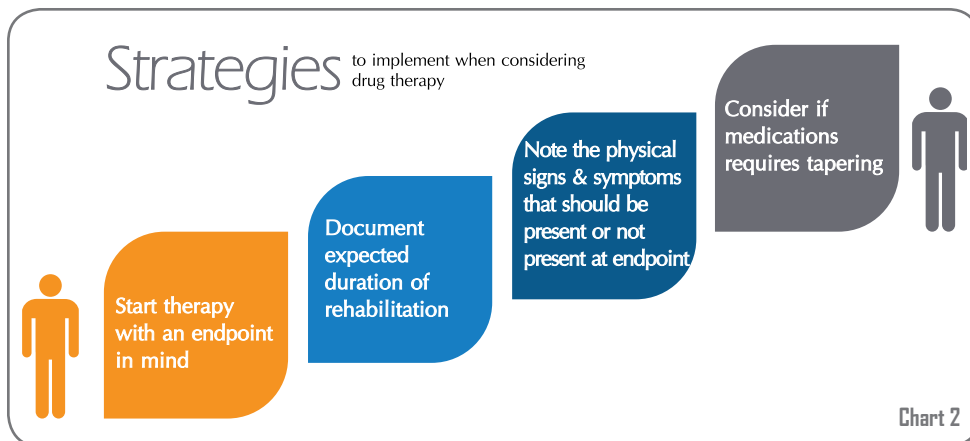 Strategies to implement when considering
drug therapy
Start therapy
with an endpoint
in mind
Document
expected
duration of
rehabilitation
Note the physical
signs & symptoms
that should be
present or not
present at endpoint
Consider if
medications
requires tapering
Chart 2